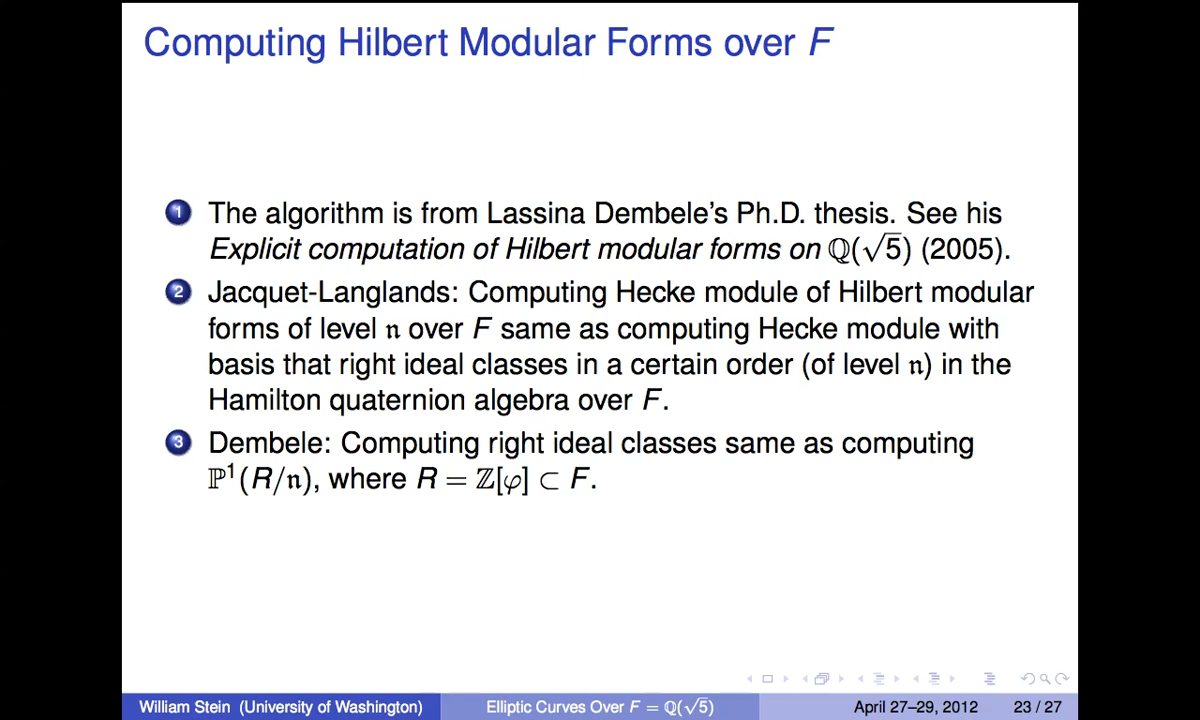 Computing Hilbert Modular Forms over F
1 The algorithm is from Lassina Dembele's Ph.D. thesis. See his
Explicit computation of Hilbert modular forms on ℚ(√5) (2005).
2 Jacquet-Langlands: Computing Hecke module of Hilbert modular
forms of level 𝔫 over F same as computing Hecke module with
basis that right ideal classes in a certain order (of level 𝔫) in the
Hamilton quaternion algebra over F.
3 Dembele: Computing right ideal classes same as computing
ℙ¹(R/𝔫), where R = ℤ[φ] ⊂ F.
William Stein (University of Washington) Elliptic Curves Over F = ℚ(√5) April 27–29, 2012 23 / 27